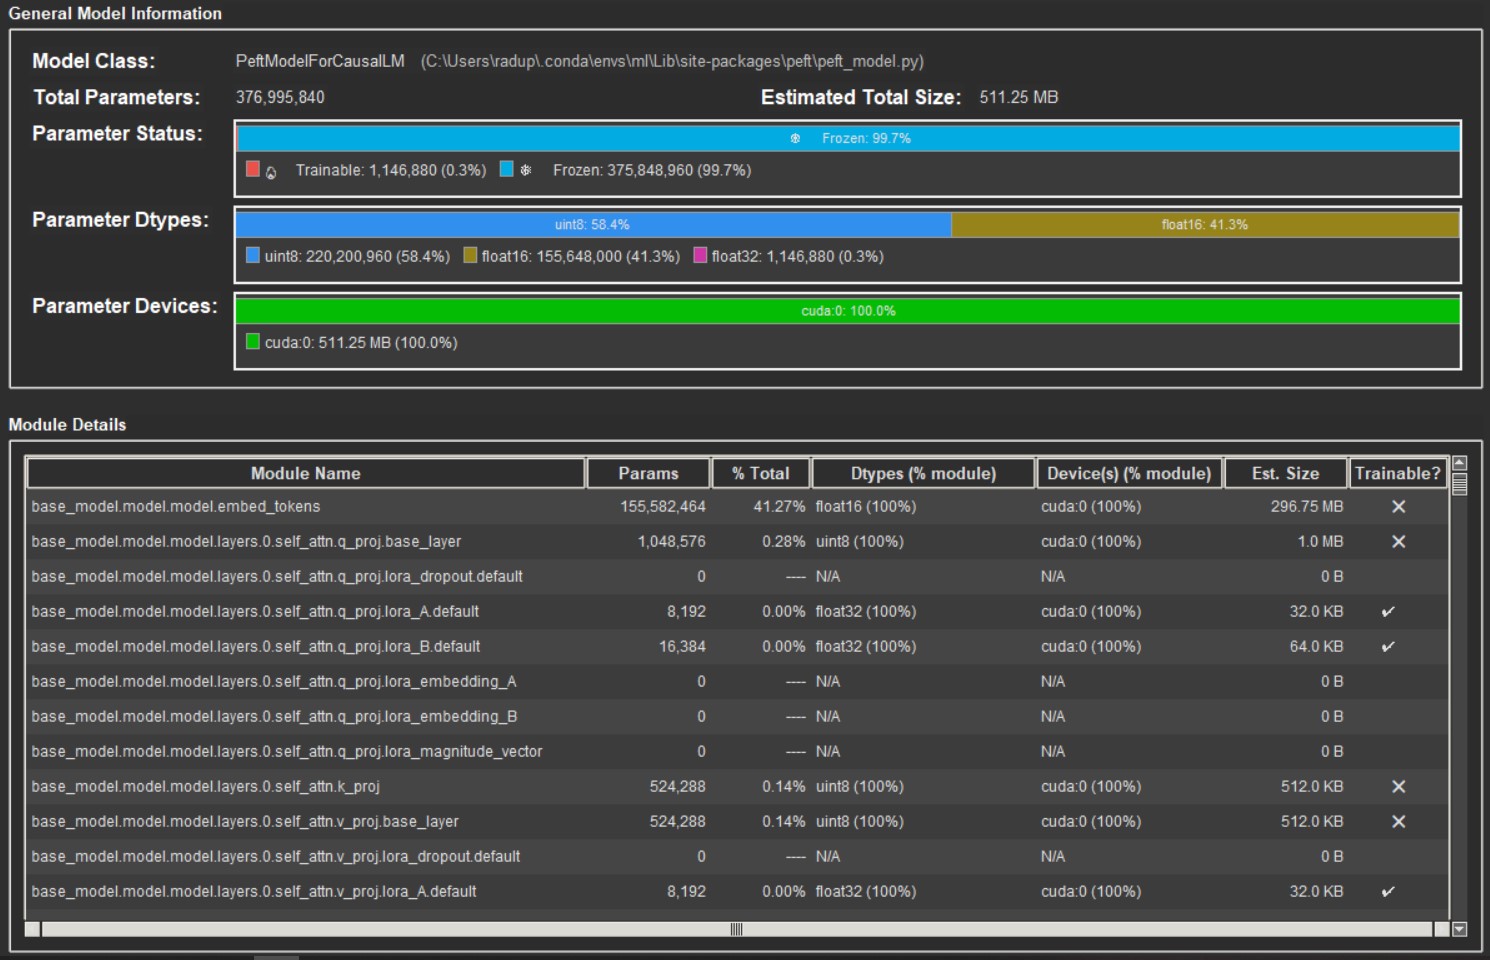 General Model Information
Model Class: PeftModelForCausalLM (C:\Users\radup\.conda\envs\ml\Lib\site-packages\peft\peft_model.py)
Total Parameters: 376,995,840 Estimated Total Size: 511.25 MB
Parameter Status: Frozen: 99.7%
Trainable: 1,146,880 (0.3%) Frozen: 375,848,960 (99.7%)
Parameter Dtypes: uint8: 58.4% float16: 41.3%
uint8: 220,200,960 (58.4%) float16: 155,648,000 (41.3%) float32: 1,146,880 (0.3%)
Parameter Devices: cuda:0: 100.0%
cuda:0: 511.25 MB (100.0%)
Module Details
Module Name Params % Total Dtypes (% module) Device(s) (% module) Est. Size Trainable?
base_model.model.model.embed_tokens 155,582,464 41.27% float16 (100%) cuda:0 (100%) 296.75 MB ✕
base_model.model.model.layers.0.self_attn.q_proj.base_layer 1,048,576 0.28% uint8 (100%) cuda:0 (100%) 1.0 MB ✕
base_model.model.model.layers.0.self_attn.q_proj.lora_dropout.default 0 ---- N/A N/A 0 B
base_model.model.model.layers.0.self_attn.q_proj.lora_A.default 8,192 0.00% float32 (100%) cuda:0 (100%) 32.0 KB ✔
base_model.model.model.layers.0.self_attn.q_proj.lora_B.default 16,384 0.00% float32 (100%) cuda:0 (100%) 64.0 KB ✔
base_model.model.model.layers.0.self_attn.q_proj.lora_embedding_A 0 ---- N/A N/A 0 B
base_model.model.model.layers.0.self_attn.q_proj.lora_embedding_B 0 ---- N/A N/A 0 B
base_model.model.model.layers.0.self_attn.q_proj.lora_magnitude_vector 0 ---- N/A N/A 0 B
base_model.model.model.layers.0.self_attn.k_proj 524,288 0.14% uint8 (100%) cuda:0 (100%) 512.0 KB ✕
base_model.model.model.layers.0.self_attn.v_proj.base_layer 524,288 0.14% uint8 (100%) cuda:0 (100%) 512.0 KB ✕
base_model.model.model.layers.0.self_attn.v_proj.lora_dropout.default 0 ---- N/A N/A 0 B
base_model.model.model.layers.0.self_attn.v_proj.lora_A.default 8,192 0.00% float32 (100%) cuda:0 (100%) 32.0 KB ✔